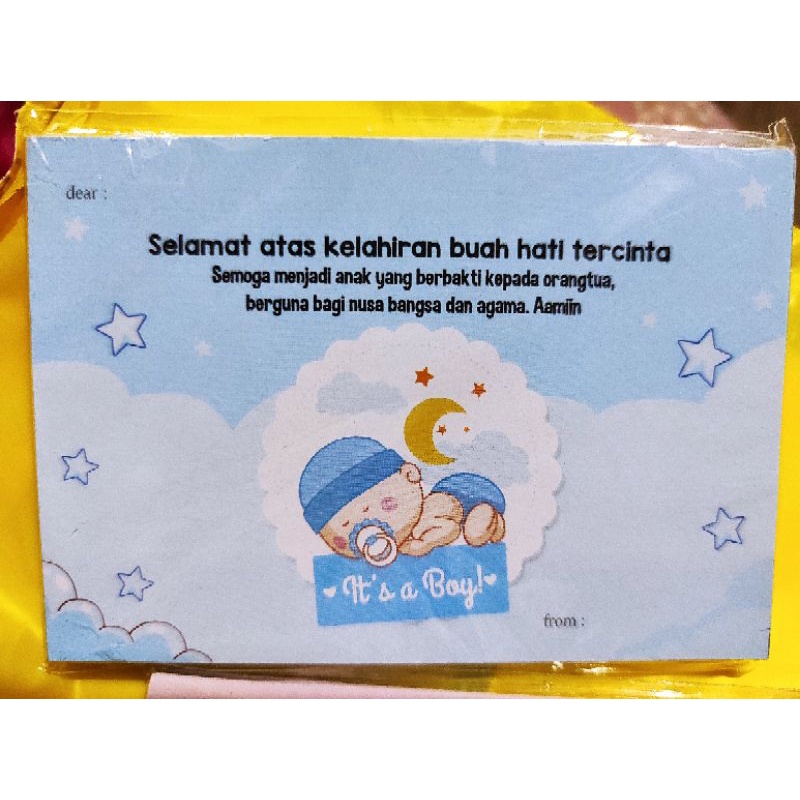 dear :
Selamat atas kelahiran buah hati tercinta
Semoga menjadi anak yang berbakti kepada orangtua,
berguna bagi nusa bangsa dan agama. Aamiin
It's a Boy!
from :